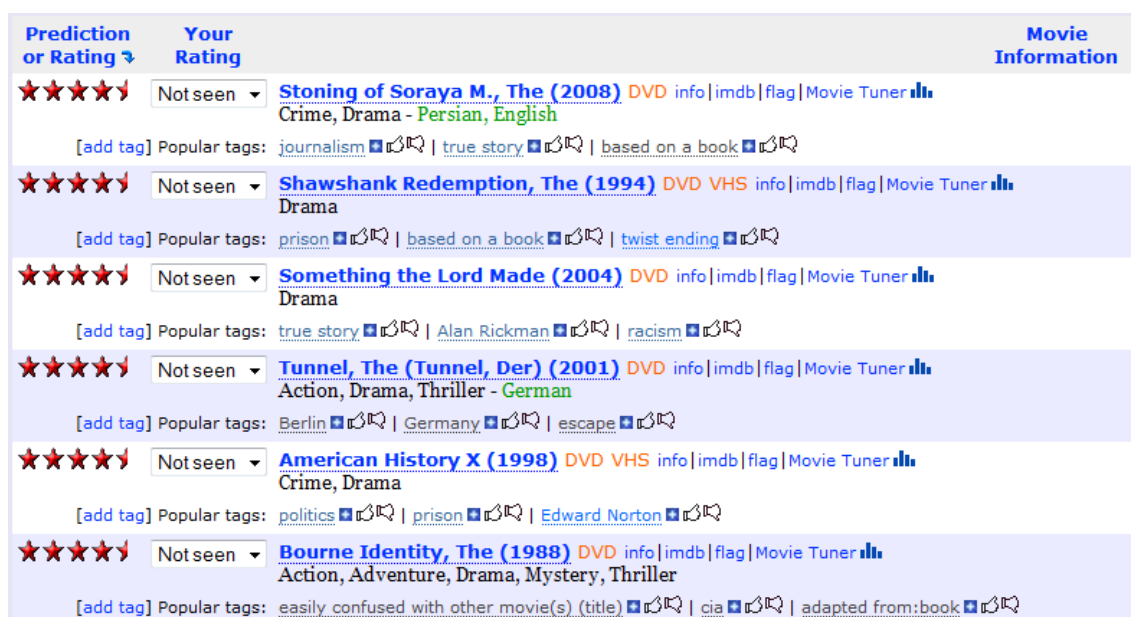 Prediction or Rating Your Rating Movie Information
Not seen Stoning of Soraya M., The (2008) DVD info|imdb|flag|Movie Tuner
Crime, Drama - Persian, English
[add tag] Popular tags: journalism | true story | based on a book
Not seen Shawshank Redemption, The (1994) DVD VHS info|imdb|flag|Movie Tuner
Drama
[add tag] Popular tags: prison | based on a book | twist ending
Not seen Something the Lord Made (2004) DVD info|imdb|flag|Movie Tuner
Drama
[add tag] Popular tags: true story | Alan Rickman | racism
Not seen Tunnel, The (Tunnel, Der) (2001) DVD info|imdb|flag|Movie Tuner
Action, Drama, Thriller - German
[add tag] Popular tags: Berlin | Germany | escape
Not seen American History X (1998) DVD VHS info|imdb|flag|Movie Tuner
Crime, Drama
[add tag] Popular tags: politics | prison | Edward Norton
Not seen Bourne Identity, The (1988) DVD info|imdb|flag|Movie Tuner
Action, Adventure, Drama, Mystery, Thriller
[add tag] Popular tags: easily confused with other movie(s) (title) | cia | adapted from:book